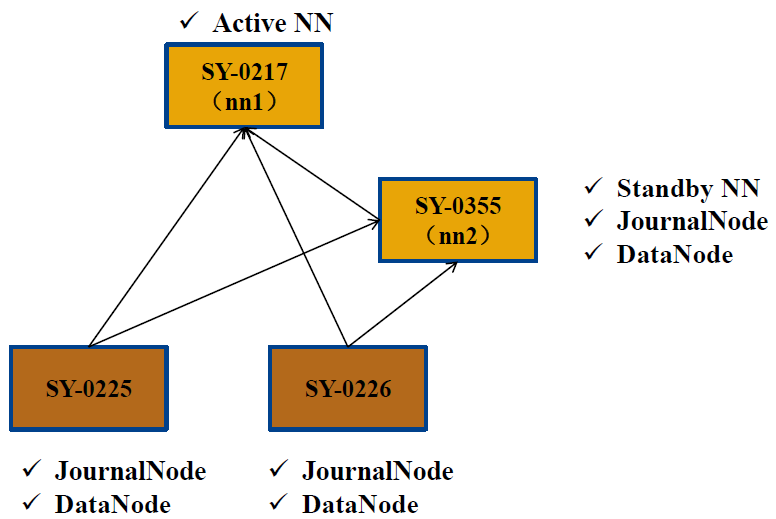 ✓ Active NN
SY-0217
（nn1）
SY-0355
（nn2）
✓ Standby NN
✓ JournalNode
✓ DataNode
SY-0225
SY-0226
✓ JournalNode
✓ DataNode
✓ JournalNode
✓ DataNode